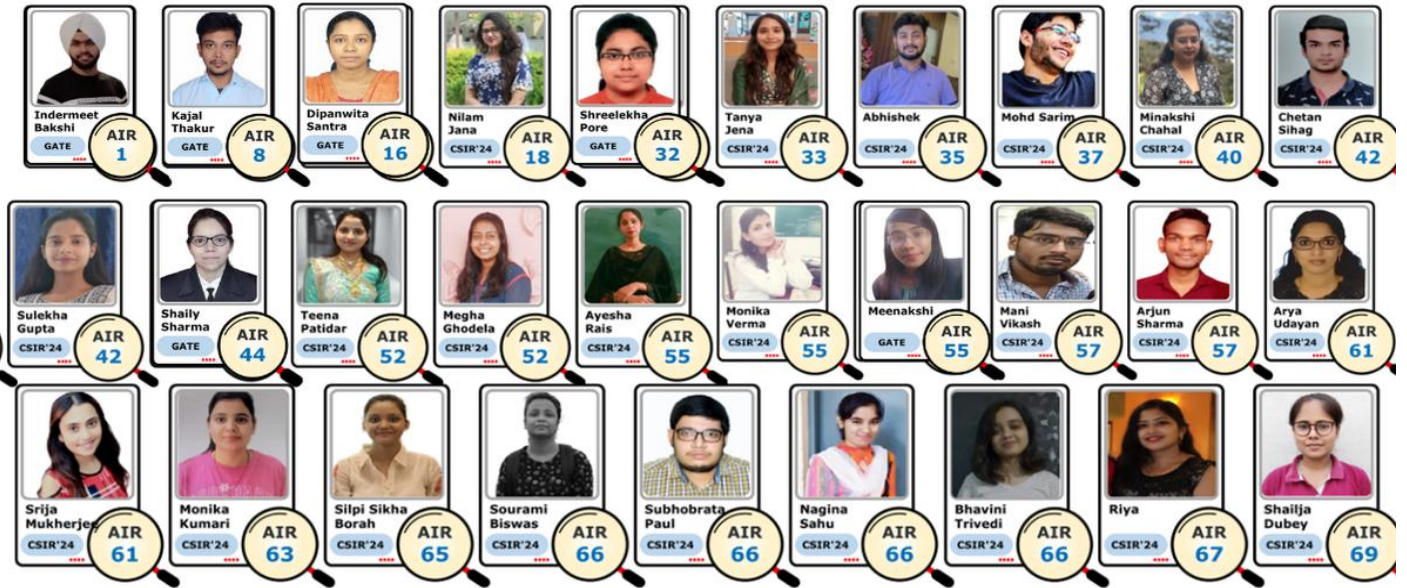 Indermeet
Bakshi
GATE
AIR
1
Kajal
Thakur
GATE
AIR
8
Dipanwita
Santra
GATE
AIR
16
Nilam
Jana
CSIR'24
AIR
18
Shreelekha
Pore
GATE
AIR
32
Tanya
Jena
CSIR'24
AIR
33
Abhishek
CSIR'24
AIR
35
Mohd Sarim
CSIR'24
AIR
37
Minakshi
Chahal
CSIR'24
AIR
40
Chetan
Sihag
CSIR'24
AIR
42
Sulekha
Gupta
CSIR'24
AIR
42
Shaily
Sharma
GATE
AIR
44
Teena
Patidar
CSIR'24
AIR
52
Megha
Ghodela
CSIR'24
AIR
52
Ayesha
Rais
CSIR'24
AIR
55
Monika
Verma
CSIR'24
AIR
55
Meenakshi
GATE
AIR
55
Mani
Vikash
CSIR'24
AIR
57
Arjun
Sharma
CSIR'24
AIR
57
Arya
Udayan
CSIR'24
AIR
61
Srija
Mukherjee
CSIR'24
AIR
61
Monika
Kumari
CSIR'24
AIR
63
Silpi Sikha
Borah
CSIR'24
AIR
65
Sourami
Biswas
CSIR'24
AIR
66
Subhobrata
Paul
CSIR'24
AIR
66
Nagina
Sahu
CSIR'24
AIR
66
Bhavini
Trivedi
CSIR'24
AIR
66
Riya
CSIR'24
AIR
67
Shailja
Dubey
CSIR'24
AIR
69